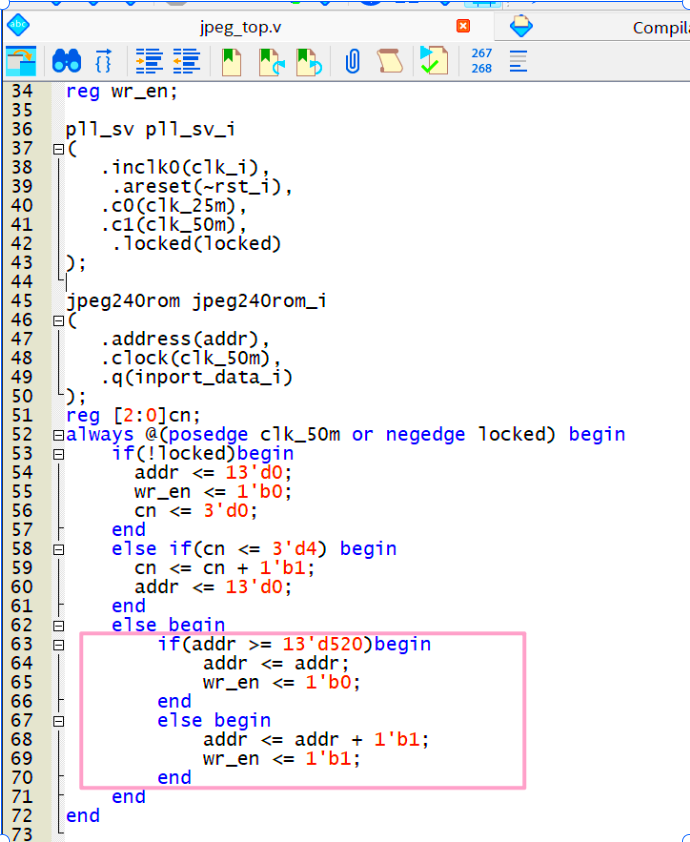 abc
jpeg_top.v
Compila
267
268
34 reg wr_en;
35
36 pll_sv pll_sv_i
37 (
38 .inclk0(clk_i),
39 .areset(~rst_i),
40 .c0(clk_25m),
41 .c1(clk_50m),
42 .locked(locked)
43 );
44
45 jpeg240rom jpeg240rom_i
46 (
47 .address(addr),
48 .clock(clk_50m),
49 .q(inport_data_i)
50 );
51 reg [2:0]cn;
52 always @(posedge clk_50m or negedge locked) begin
53 if(!locked)begin
54 addr <= 13'd0;
55 wr_en <= 1'b0;
56 cn <= 3'd0;
57 end
58 else if(cn <= 3'd4) begin
59 cn <= cn + 1'b1;
60 addr <= 13'd0;
61 end
62 else begin
63 if(addr >= 13'd520)begin
64 addr <= addr;
65 wr_en <= 1'b0;
66 end
67 else begin
68 addr <= addr + 1'b1;
69 wr_en <= 1'b1;
70 end
71 end
72 end
73